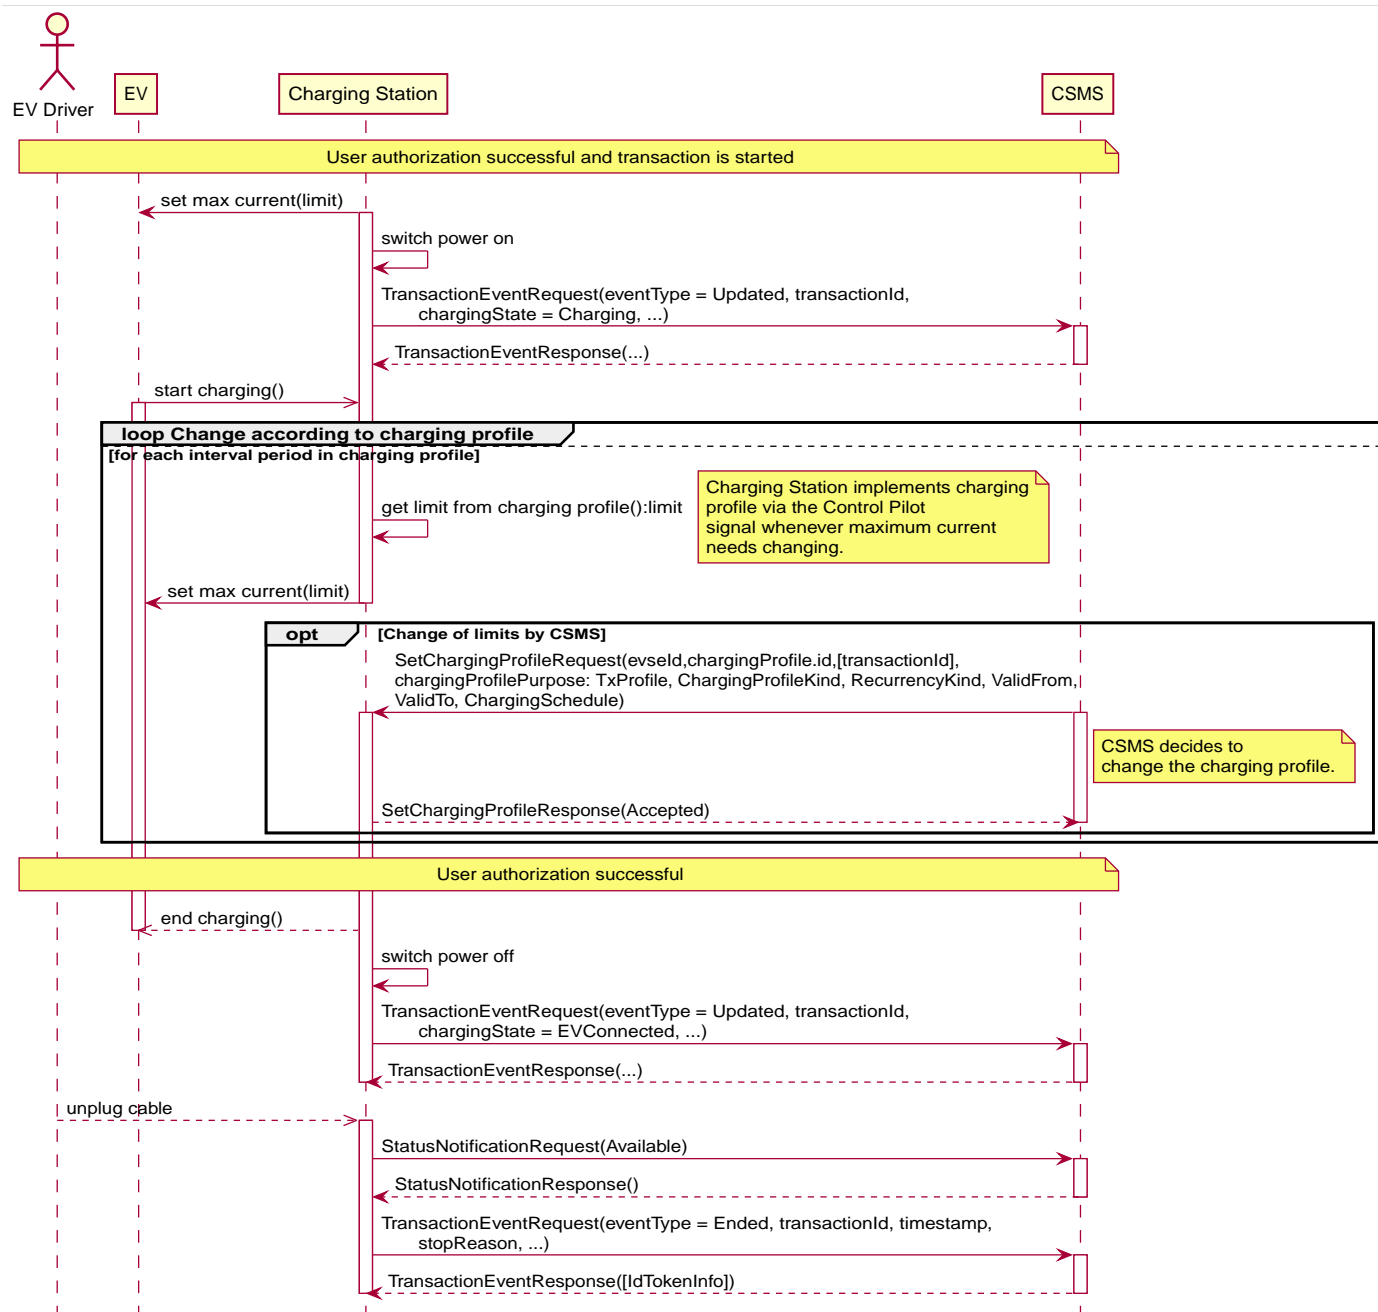 EV Driver
EV
Charging Station
CSMS
User authorization successful and transaction is started
set max current(limit)
switch power on
TransactionEventRequest(eventType = Updated, transactionId,
chargingState = Charging, ...)
TransactionEventResponse(...)
start charging()
loop Change according to charging profile
[for each interval period in charging profile]
get limit from charging profile():limit
Charging Station implements charging
profile via the Control Pilot
signal whenever maximum current
needs changing.
set max current(limit)
opt
[Change of limits by CSMS]
SetChargingProfileRequest(evseId,chargingProfile.id,[transactionId],
chargingProfilePurpose: TxProfile, ChargingProfileKind, RecurrencyKind, ValidFrom,
ValidTo, ChargingSchedule)
CSMS decides to
change the charging profile.
SetChargingProfileResponse(Accepted)
User authorization successful
end charging()
switch power off
TransactionEventRequest(eventType = Updated, transactionId,
chargingState = EVConnected, ...)
TransactionEventResponse(...)
unplug cable
StatusNotificationRequest(Available)
StatusNotificationResponse()
TransactionEventRequest(eventType = Ended, transactionId, timestamp,
stopReason, ...)
TransactionEventResponse([IdTokenInfo])